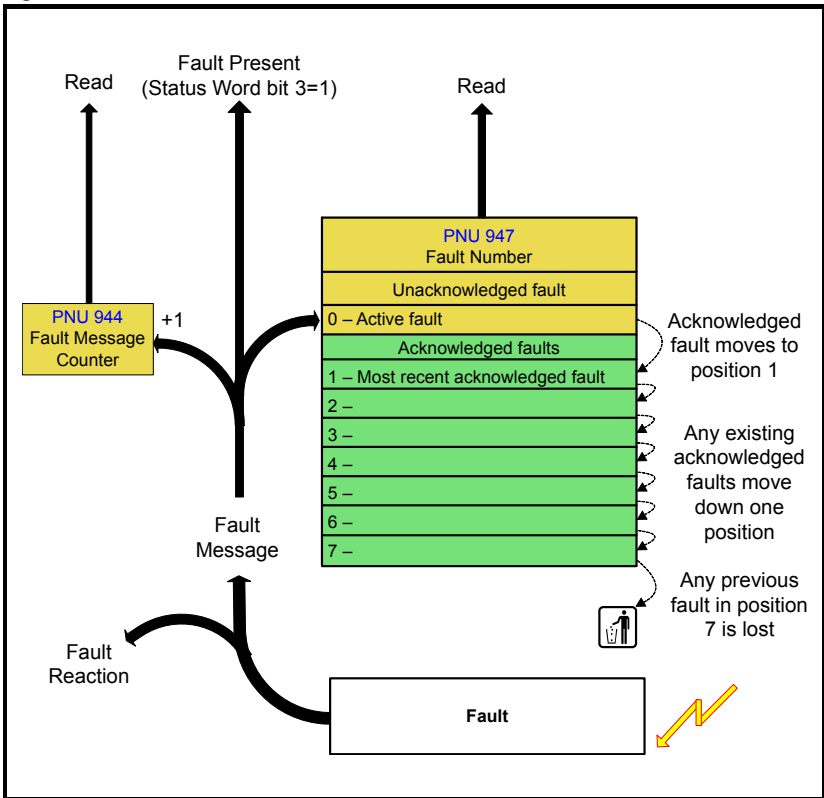 Read
Fault Present
(Status Word bit 3=1)
Read
PNU 947
Fault Number
Unacknowledged fault
0 – Active fault
Acknowledged faults
1 – Most recent acknowledged fault
2 –
3 –
4 –
5 –
6 –
7 –
PNU 944
Fault Message
Counter
+1
Acknowledged
fault moves to
position 1
Any existing
acknowledged
faults move
down one
position
Any previous
fault in position
7 is lost
Fault
Message
Fault
Reaction
Fault